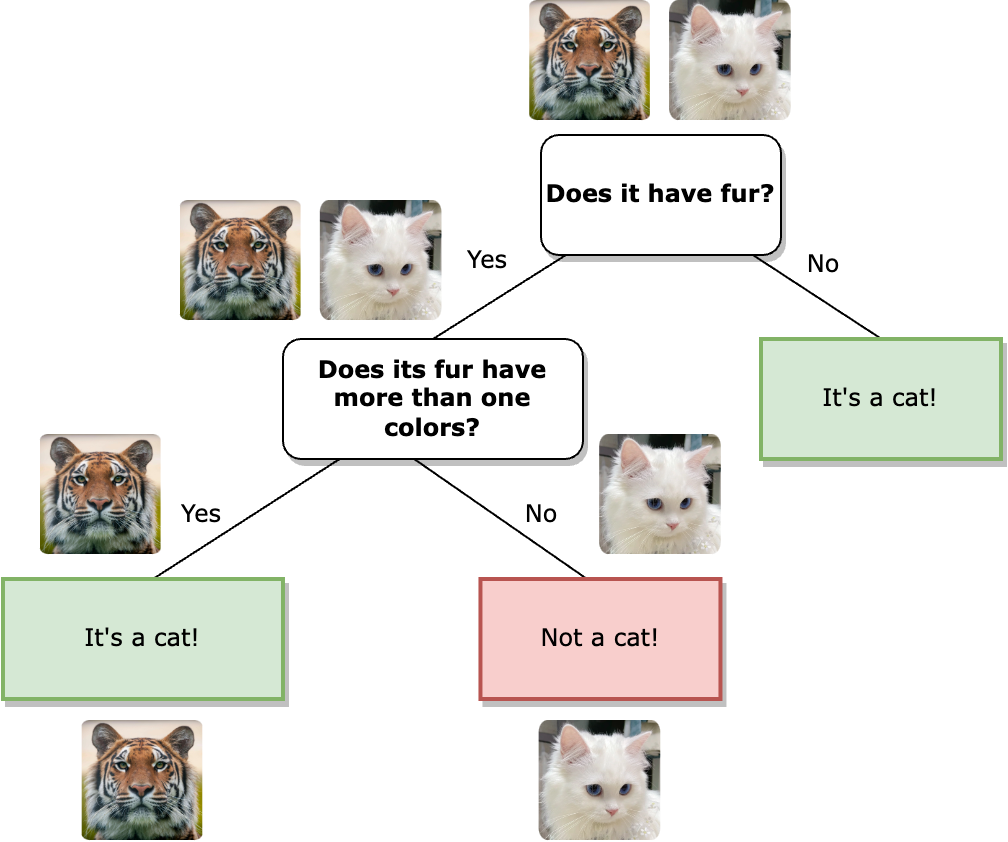 Does it have fur?
Yes
No
Does its fur have
more than one
colors?
It's a cat!
Yes
No
It's a cat!
Not a cat!